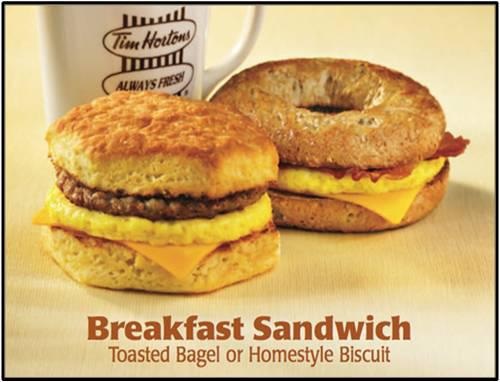 Tim Hortons
ALWAYS FRESH
Breakfast Sandwich
Toasted Bagel or Homestyle Biscuit